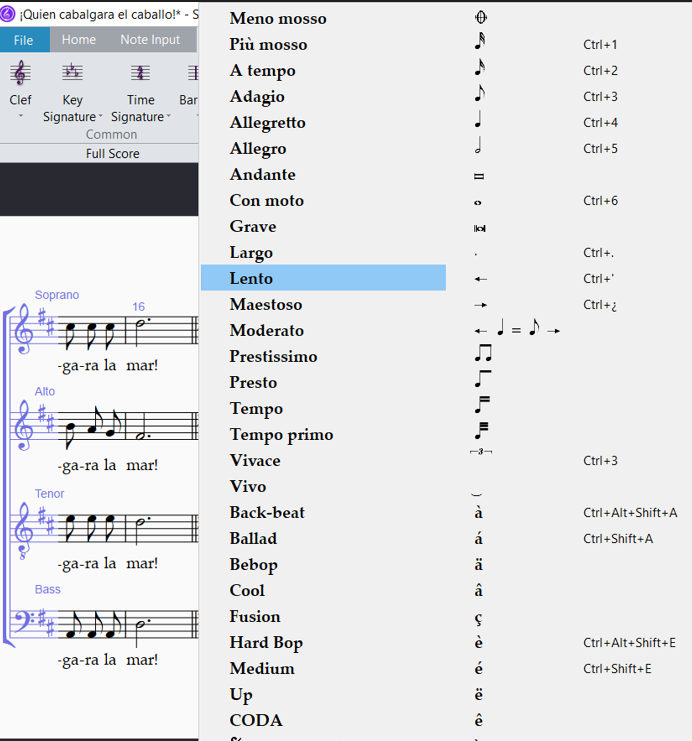 ¡Quien cabalgara el caballo!* - S
File Home Note Input
Clef Key Signature Time Signature Bar
Common
Full Score
Soprano
16
-ga-ra la mar!
Alto
-ga-ra la mar!
Tenor
8
-ga-ra la mar!
Bass
-ga-ra la mar!
Meno mosso
Più mosso Ctrl+1
A tempo Ctrl+2
Adagio Ctrl+3
Allegretto Ctrl+4
Allegro Ctrl+5
Andante
Con moto Ctrl+6
Grave
Largo . Ctrl+.
Lento ← Ctrl+'
Maestoso → Ctrl+¿
Moderato ← ♩ = ♪ →
Prestissimo
Presto
Tempo
Tempo primo
Vivace 3 Ctrl+3
Vivo
Back-beat à Ctrl+Alt+Shift+A
Ballad á Ctrl+Shift+A
Bebop ä
Cool â
Fusion ç
Hard Bop è Ctrl+Alt+Shift+E
Medium é Ctrl+Shift+E
Up ë
CODA ê